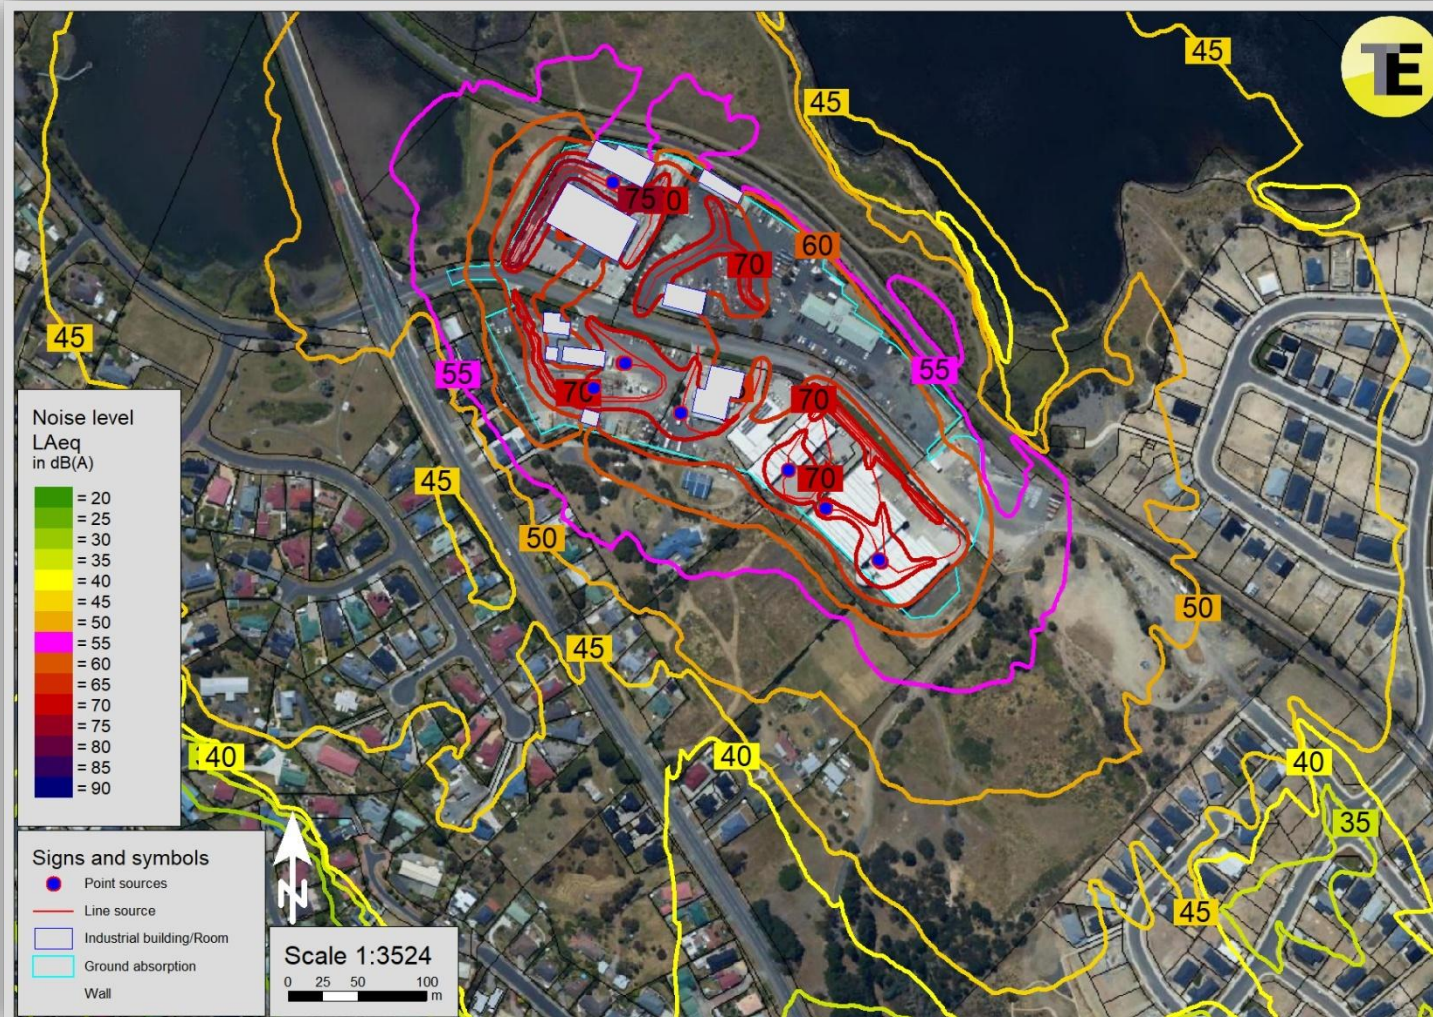 45
TE
45
45
75
60
70
55
55
70
70
70
45
50
50
45
40
40
40
35
45
Noise level
LAeq
in dB(A)
= 20
= 25
= 30
= 35
= 40
= 45
= 50
= 55
= 60
= 65
= 70
= 75
= 80
= 85
= 90
Signs and symbols
Point sources
Line source
Industrial building/Room
Ground absorption
Wall
N
Scale 1:3524
0 25 50 100
m